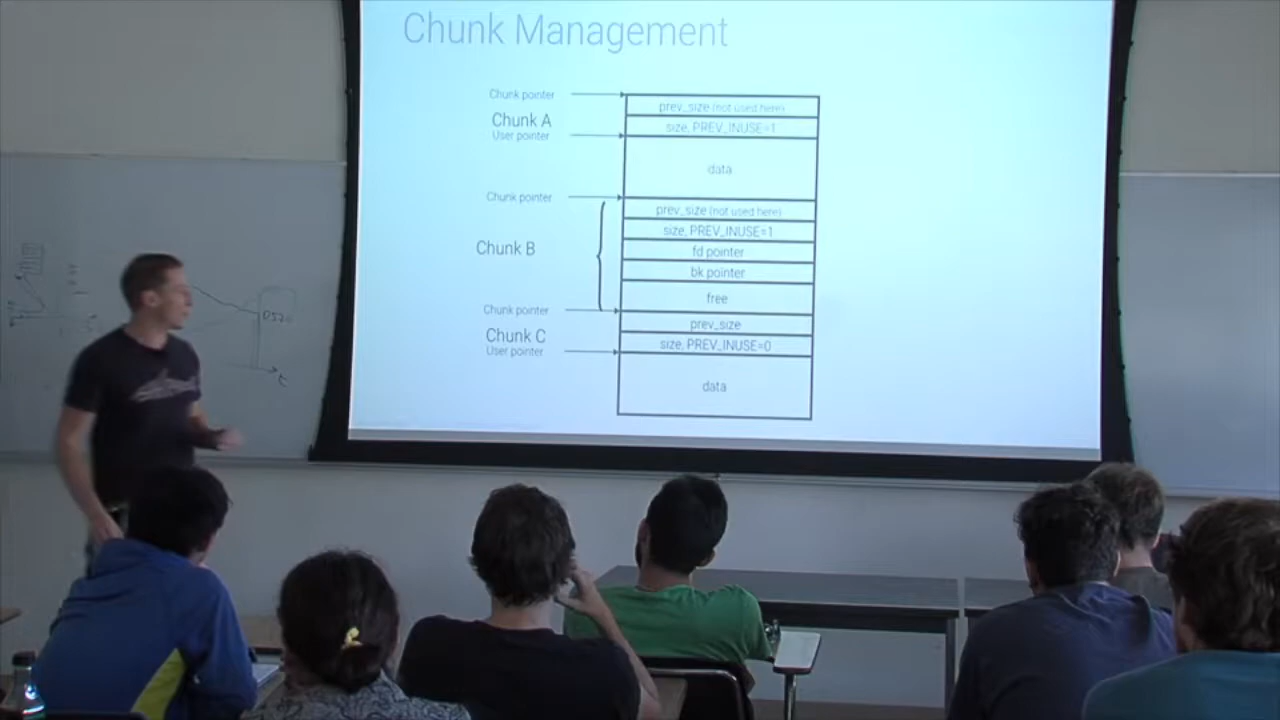 Chunk Management
Chunk pointer
prev_size (not used here)
Chunk A
size, PREV_INUSE=1
User pointer
data
Chunk pointer
prev_size (not used here)
size, PREV_INUSE=1
Chunk B
fd pointer
bk pointer
free
Chunk pointer
prev_size
Chunk C
size, PREV_INUSE=0
User pointer
data